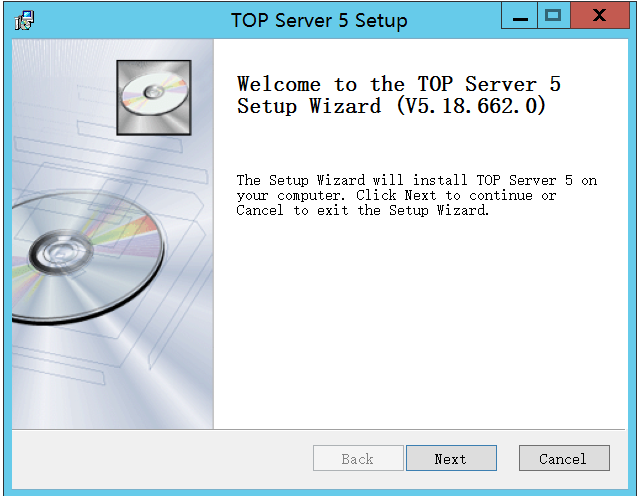 TOP Server 5 Setup
Welcome to the TOP Server 5
Setup Wizard (V5.18.662.0)
The Setup Wizard will install TOP Server 5 on
your computer. Click Next to continue or
Cancel to exit the Setup Wizard.
Back Next Cancel